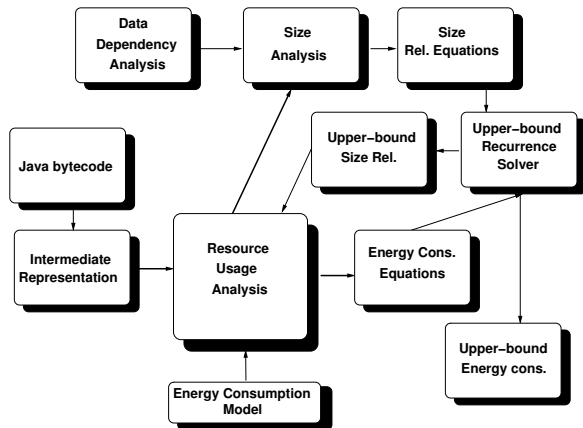 Data
Dependency
Analysis
Size
Analysis
Size
Rel. Equations
Java bytecode
Upper−bound
Size Rel.
Upper−bound
Recurrence
Solver
Intermediate
Representation
Resource
Usage
Analysis
Energy Cons.
Equations
Upper−bound
Energy cons.
Energy Consumption
Model